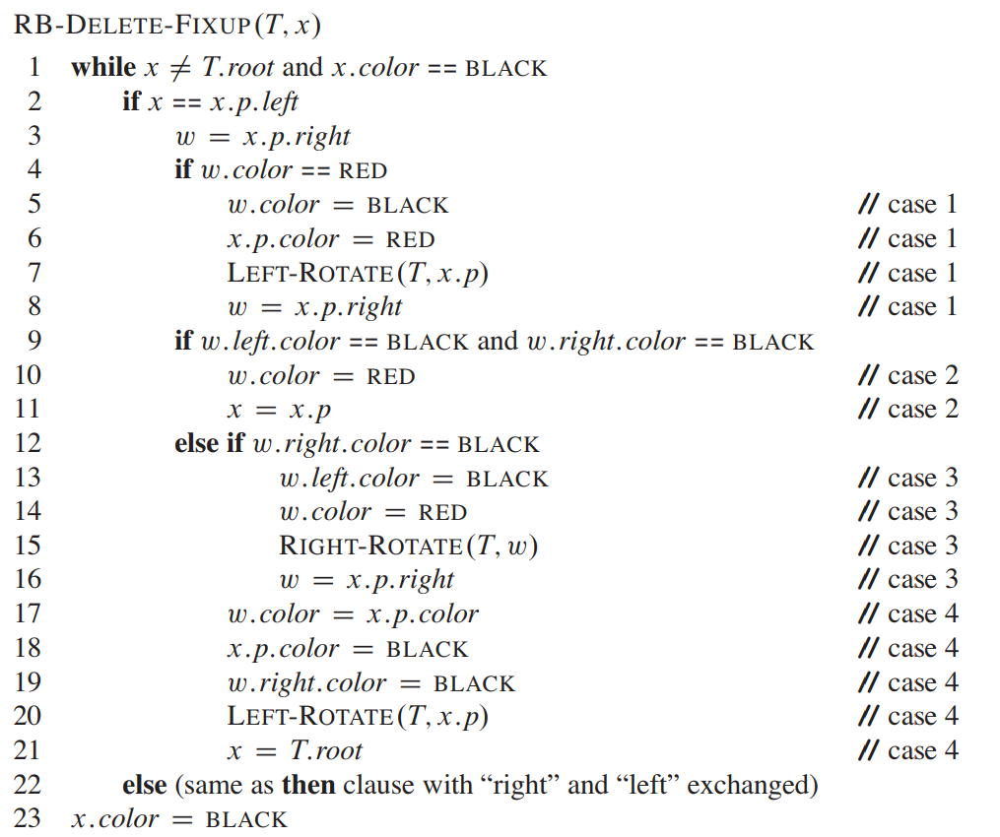 RB-DELETE-FIXUP(T, x)
1 while x ≠ T.root and x.color == BLACK
2 if x == x.p.left
3 w = x.p.right
4 if w.color == RED
5 w.color = BLACK // case 1
6 x.p.color = RED // case 1
7 LEFT-ROTATE(T, x.p) // case 1
8 w = x.p.right // case 1
9 if w.left.color == BLACK and w.right.color == BLACK
10 w.color = RED // case 2
11 x = x.p // case 2
12 else if w.right.color == BLACK
13 w.left.color = BLACK // case 3
14 w.color = RED // case 3
15 RIGHT-ROTATE(T, w) // case 3
16 w = x.p.right // case 3
17 w.color = x.p.color // case 4
18 x.p.color = BLACK // case 4
19 w.right.color = BLACK // case 4
20 LEFT-ROTATE(T, x.p) // case 4
21 x = T.root // case 4
22 else (same as then clause with “right” and “left” exchanged)
23 x.color = BLACK